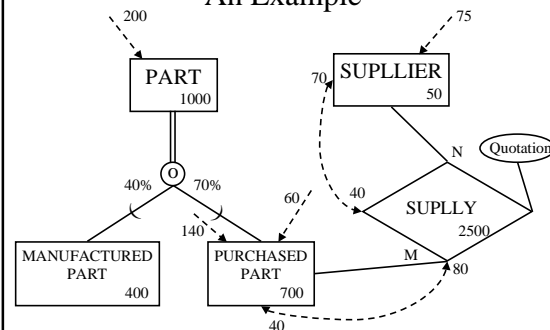 An Example
200
75
PART
1000
SUPLLIER
50
70
O
40%
70%
N
Quotation
60
40
SUPLLY
2500
140
MANUFACTURED
PART
400
PURCHASED
PART
700
M
80
40